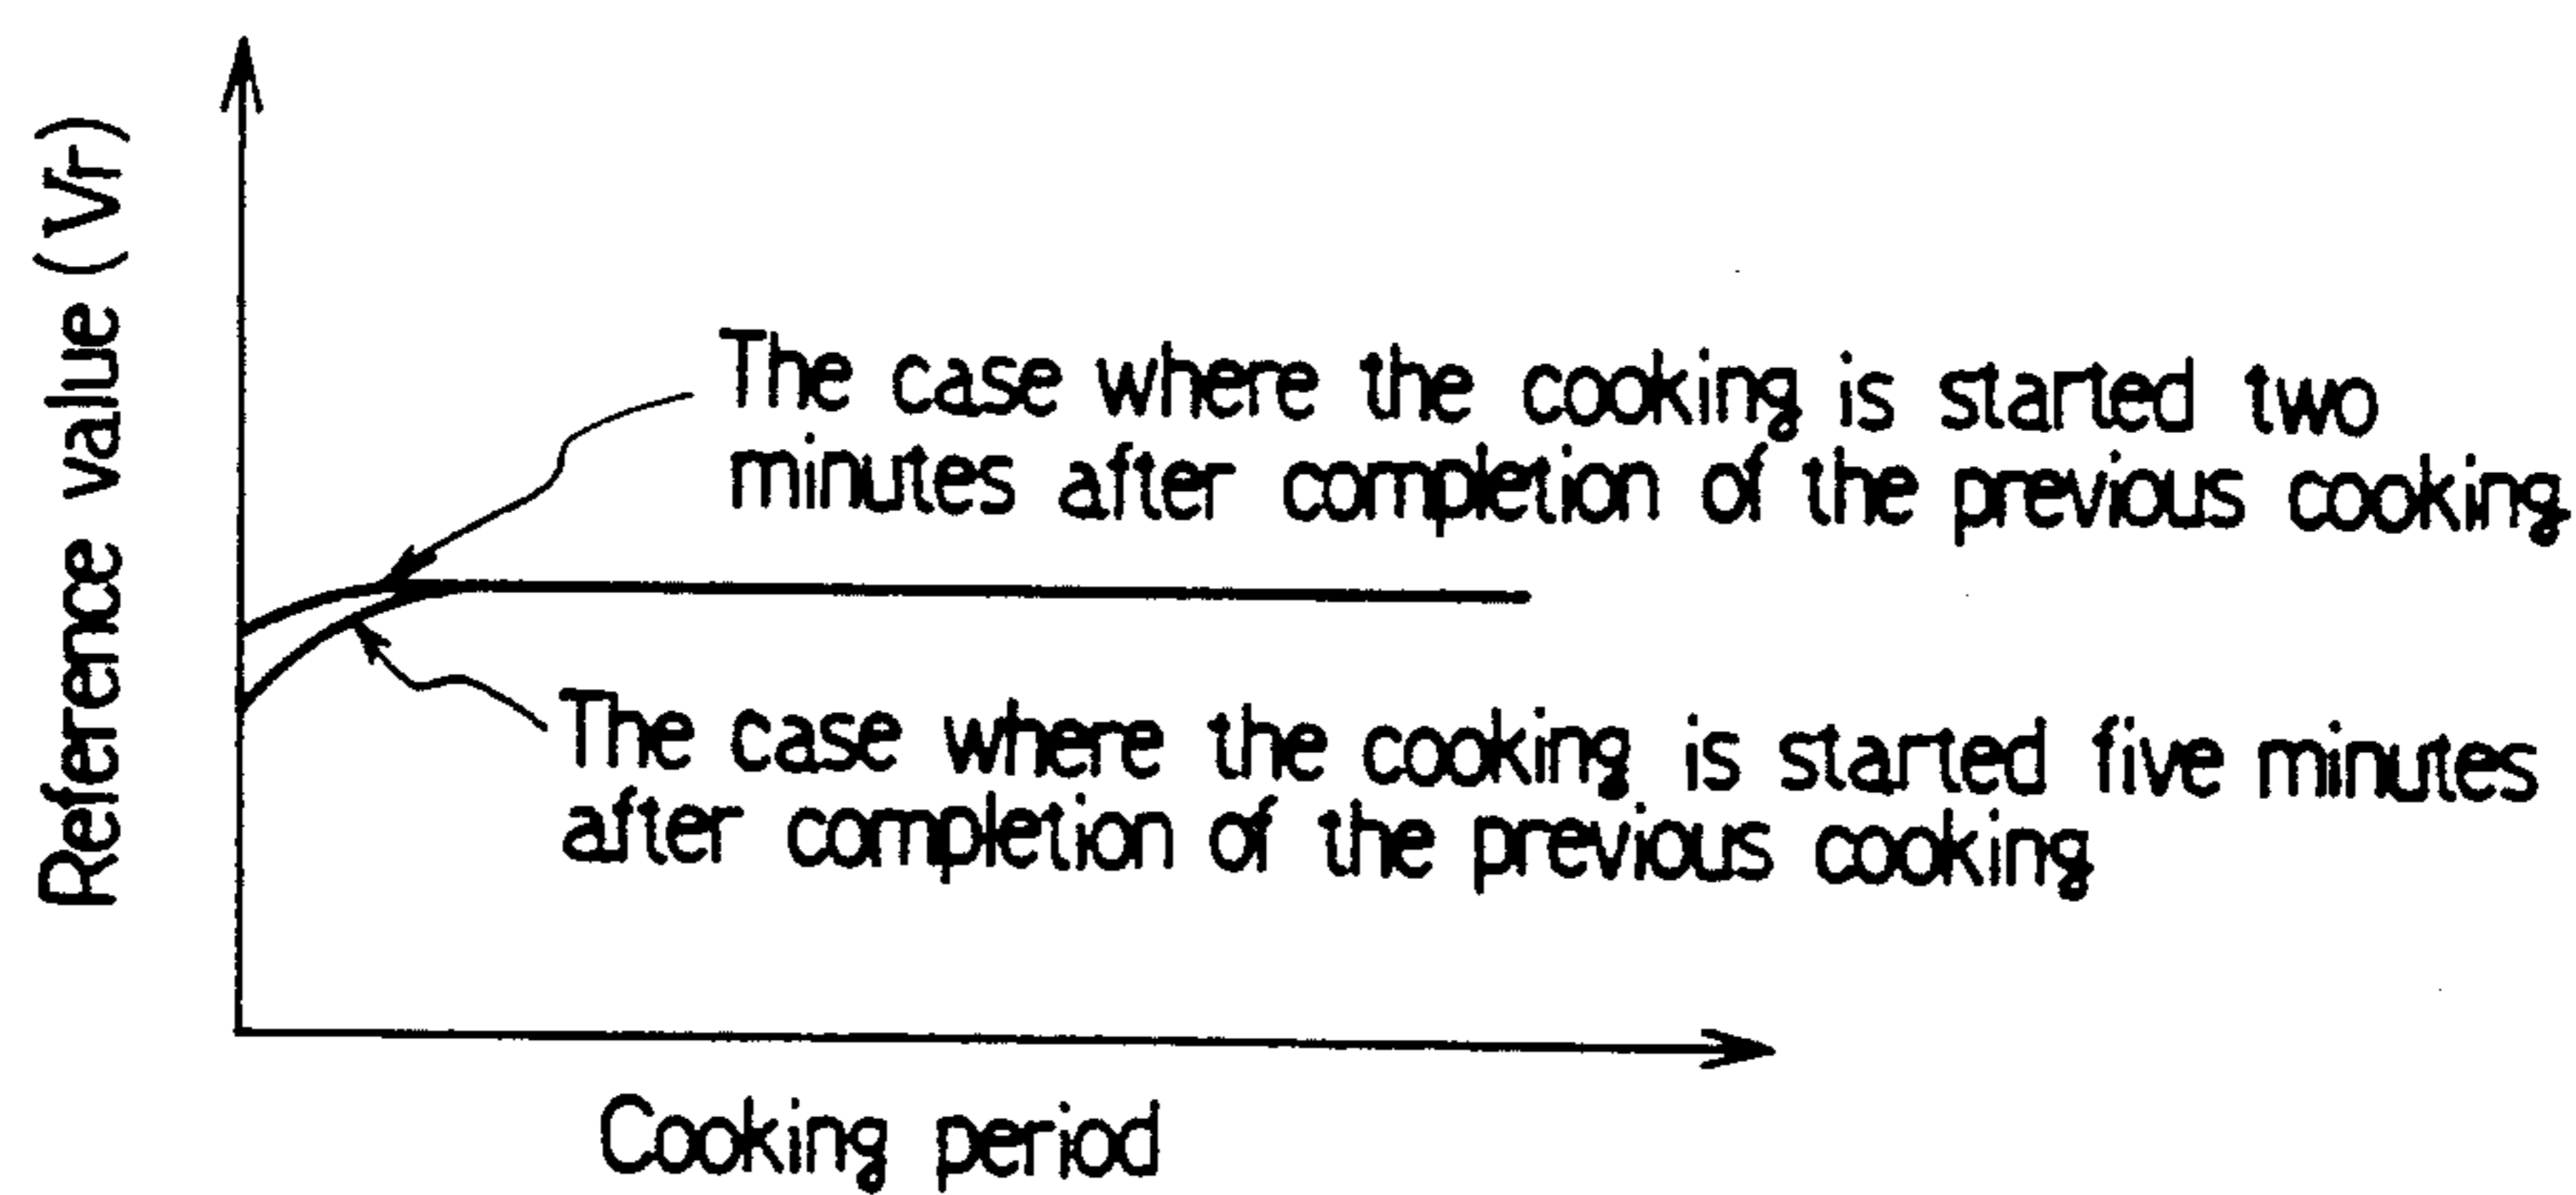 Reference value (Vr)
The case where the cooking is started two
minutes after completion of the previous cooking
The case where the cooking is started five minutes
after completion of the previous cooking
Cooking period